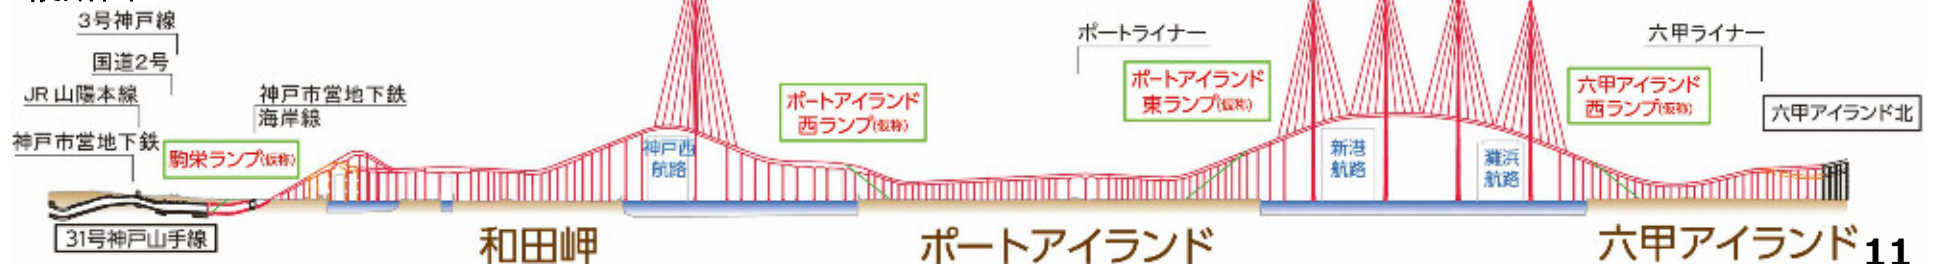 3号神戸線
国道2号
JR山陽本線
神戸市営地下鉄
神戸市営地下鉄
海岸線
駒栄ランプ(仮称)
31号神戸山手線
神戸西
航路
ポートアイランド
西ランプ(仮称)
ポートライナー
ポートアイランド
東ランプ(仮称)
新港
航路
灘浜
航路
六甲ライナー
六甲アイランド
西ランプ(仮称)
六甲アイランド北
和田岬
ポートアイランド
六甲アイランド
11